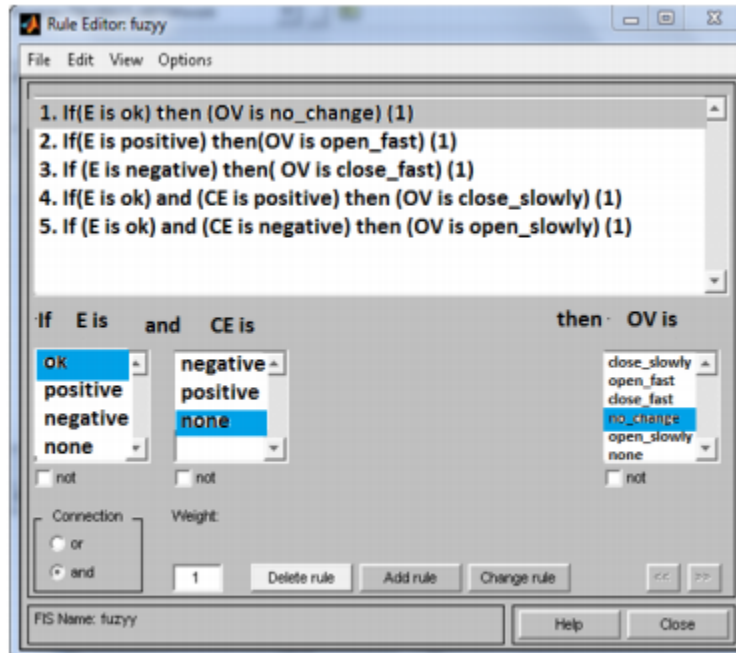 Rule Editor: fuzyy
File Edit View Options
1. If(E is ok) then (OV is no_change) (1)
2. If(E is positive) then(OV is open_fast) (1)
3. If (E is negative) then( OV is close_fast) (1)
4. If(E is ok) and (CE is positive) then (OV is close_slowly) (1)
5. If (E is ok) and (CE is negative) then (OV is open_slowly) (1)
If E is and CE is then OV is
ok
positive
negative
none
negative
positive
none
close_slowly
open_fast
close_fast
no_change
open_slowly
none
not not not
Connection Weight:
or
and 1 Delete rule Add rule Change rule << >>
FIS Name: fuzyy Help Close